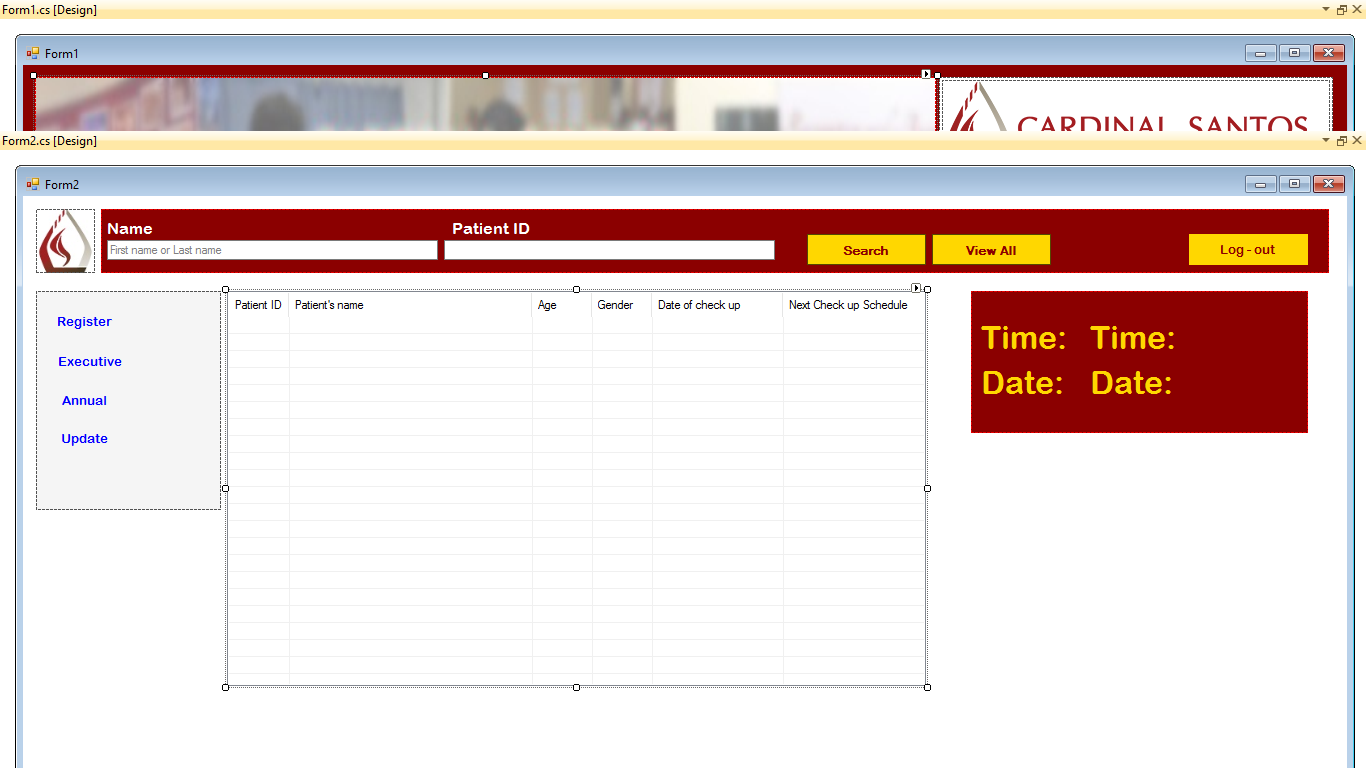 Form1.cs [Design]
Form1
CARDINAL SANTOS
Form2.cs [Design]
Form2
Name Patient ID
First name or Last name
Search View All Log - out
Register
Executive
Annual
Update
Patient ID Patient's name Age Gender Date of check up Next Check up Schedule
Time: Time:
Date: Date: